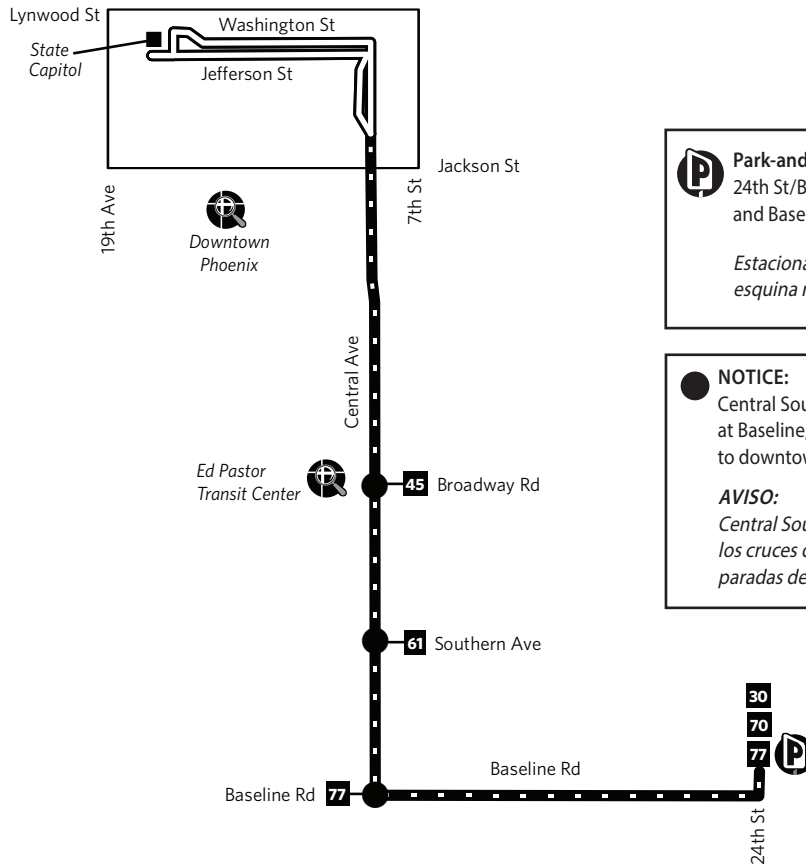 Lynwood St
Washington St
State
Capitol
Jefferson St
Jackson St
19th Ave
7th St
Downtown
Phoenix
P
Park-and
24th St/B
and Base
Estaciona
esquina
Central Ave
NOTICE:
Central Sou
at Baseline,
to downtow
AVISO:
Central Sou
los cruces
paradas de
Ed Pastor
Transit Center
45 Broadway Rd
61 Southern Ave
30
70
77 P
Baseline Rd
Baseline Rd 77
24th St